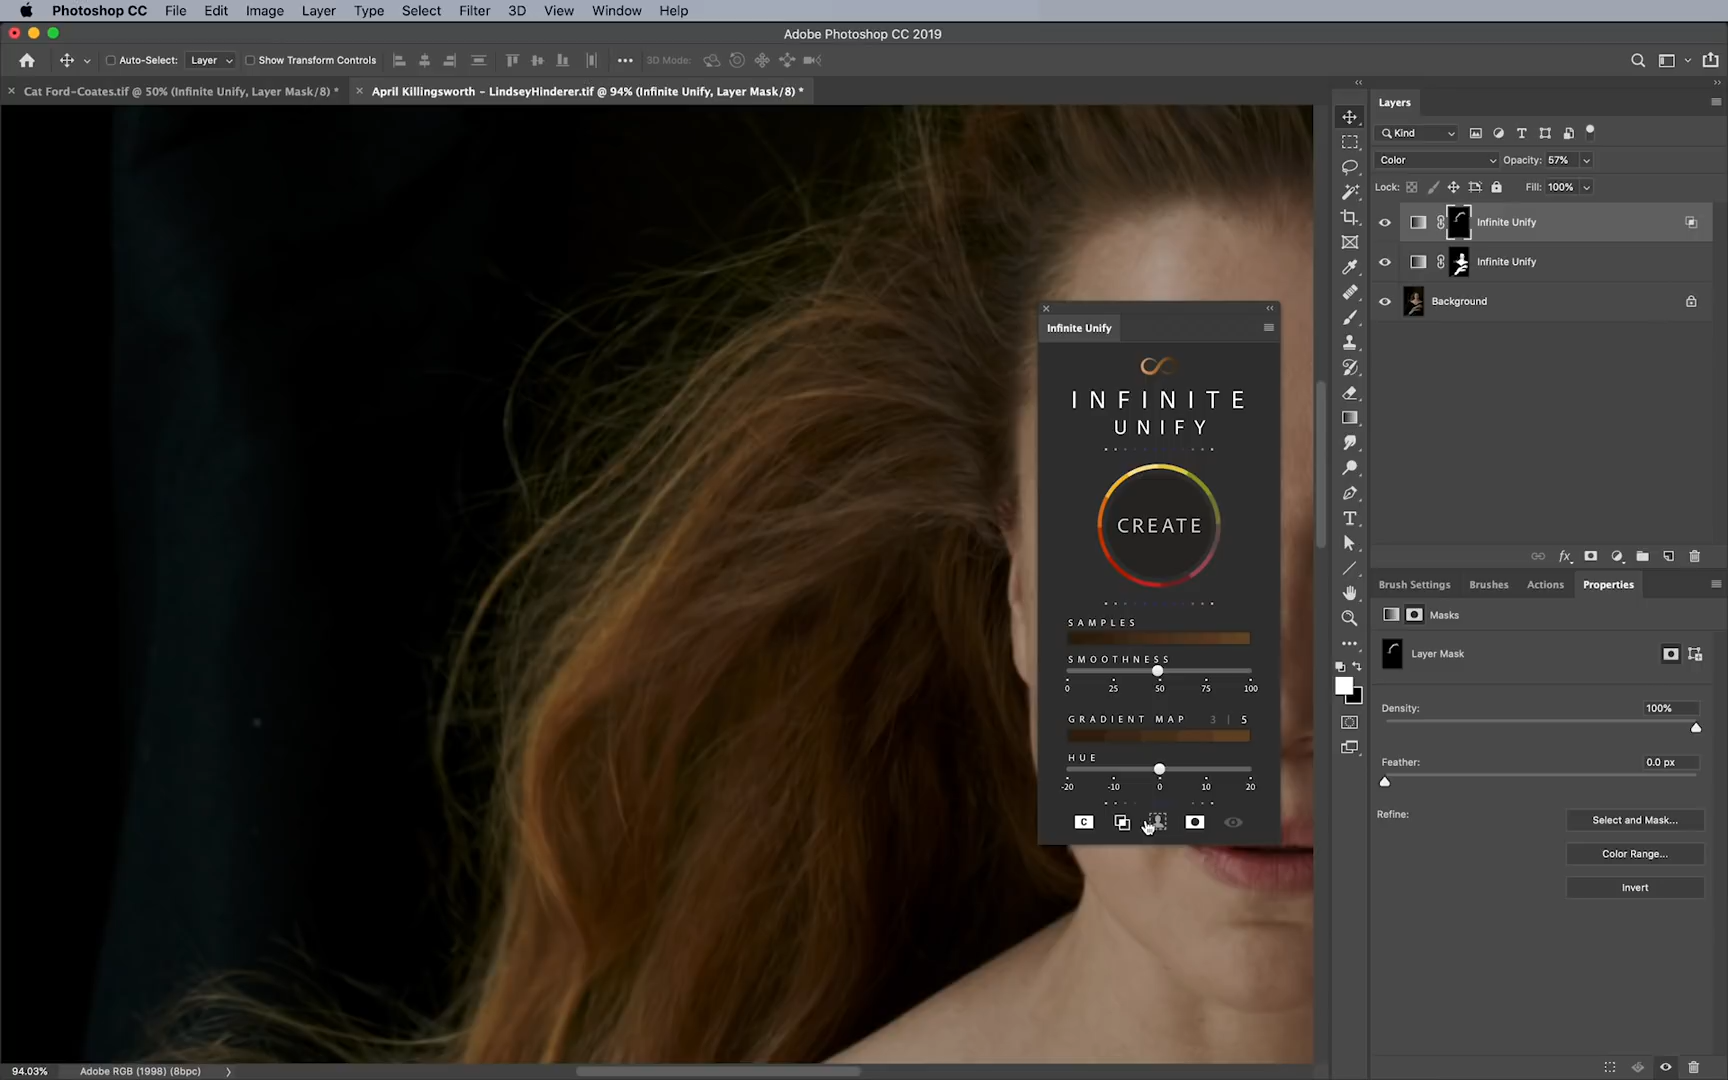 Photoshop CC File Edit Image Layer Type Select Filter 3D View Window Help
Adobe Photoshop CC 2019
Auto-Select: Layer Show Transform Controls 3D Mode:
Cat Ford-Coates.tif @ 50% (Infinite Unify, Layer Mask/8) *
April Killingsworth – LindseyHinderer.tif @ 94% (Infinite Unify, Layer Mask/8) *
Layers
Kind
Color Opacity: 57%
Lock: Fill: 100%
Infinite Unify
Infinite Unify
Background
Infinite Unify
INFINITE
UNIFY
CREATE
SAMPLES
SMOOTHNESS
0 25 50 75 100
GRADIENT MAP 3 | 5
HUE
-20 -10 0 10 20
C
Brush Settings Brushes Actions Properties
Masks
Layer Mask
Density: 100%
Feather: 0.0 px
Refine: Select and Mask...
Color Range...
Invert
94.03% Adobe RGB (1998) (8bpc)